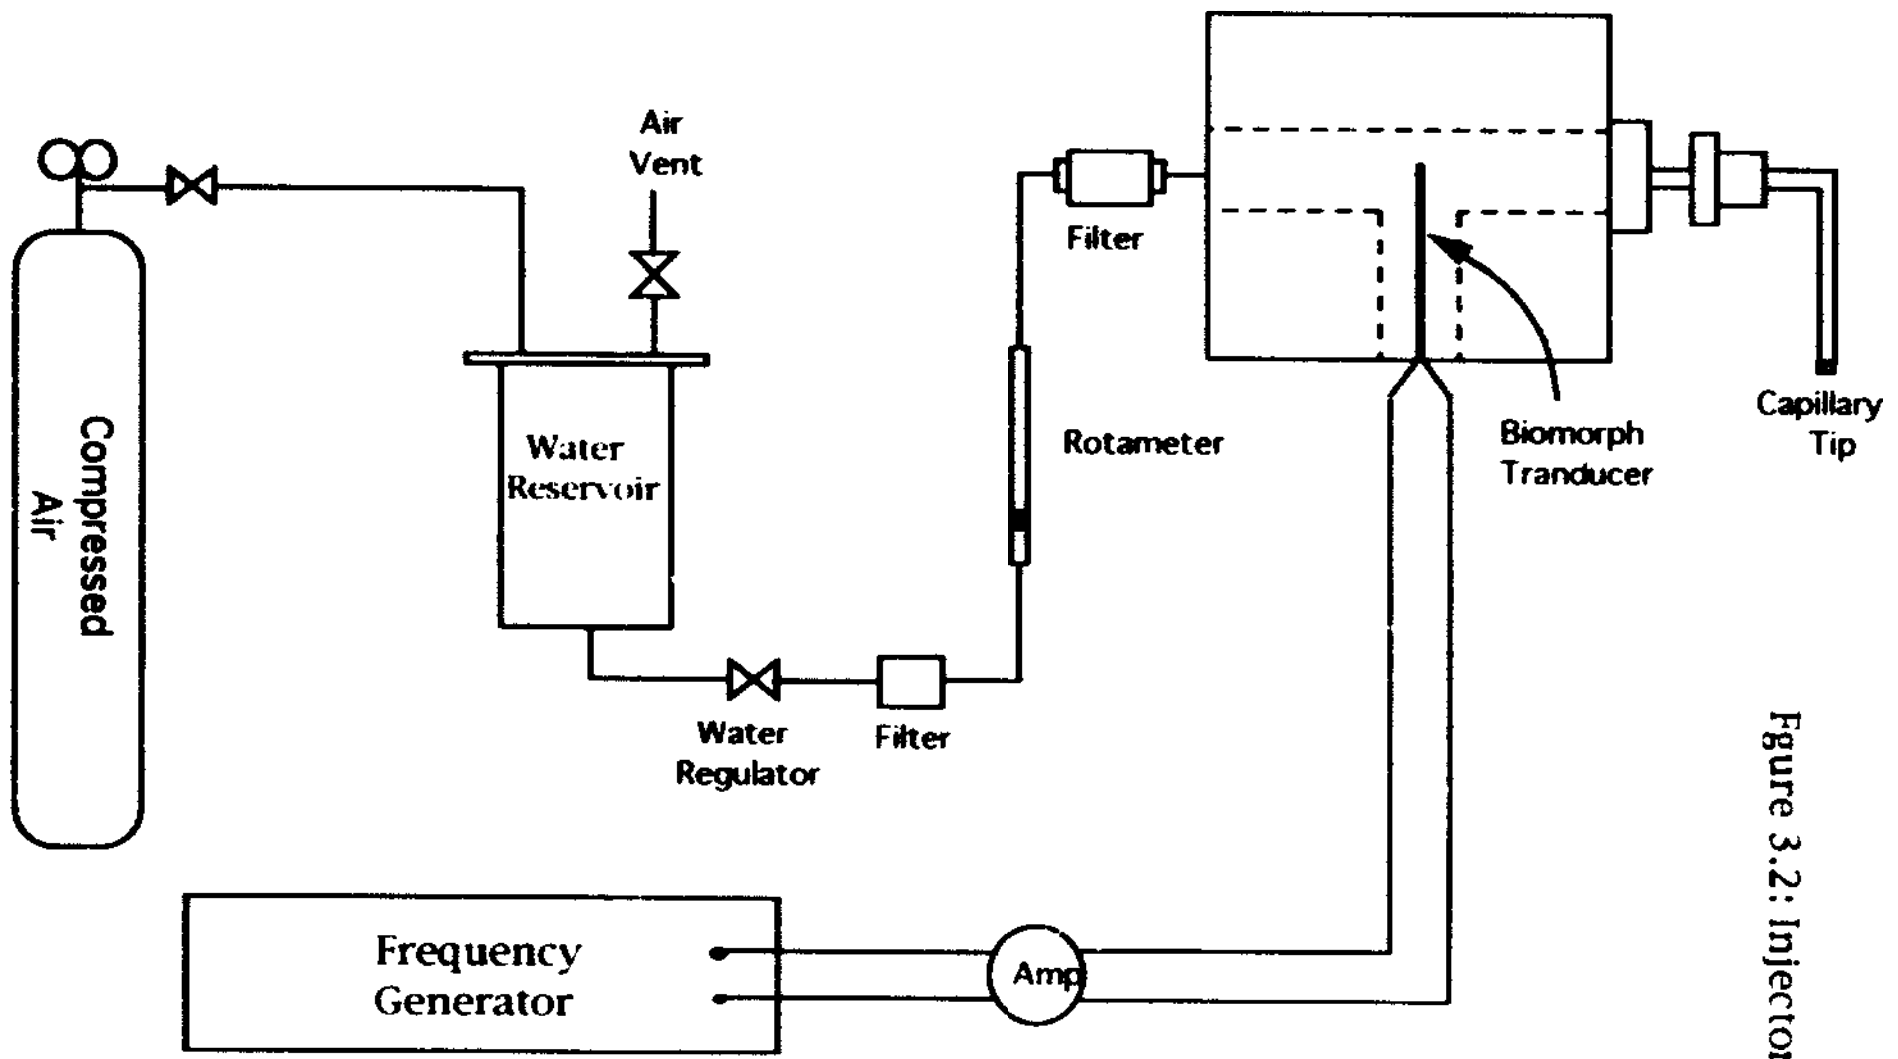 Air
Vent
Filter
Compressed
Air
Water
Reservoir
Rotameter
Biomorph
Tranducer
Capillary
Tip
Water
Regulator
Filter
Frequency
Generator
Amp
Fgure 3.2: Injector